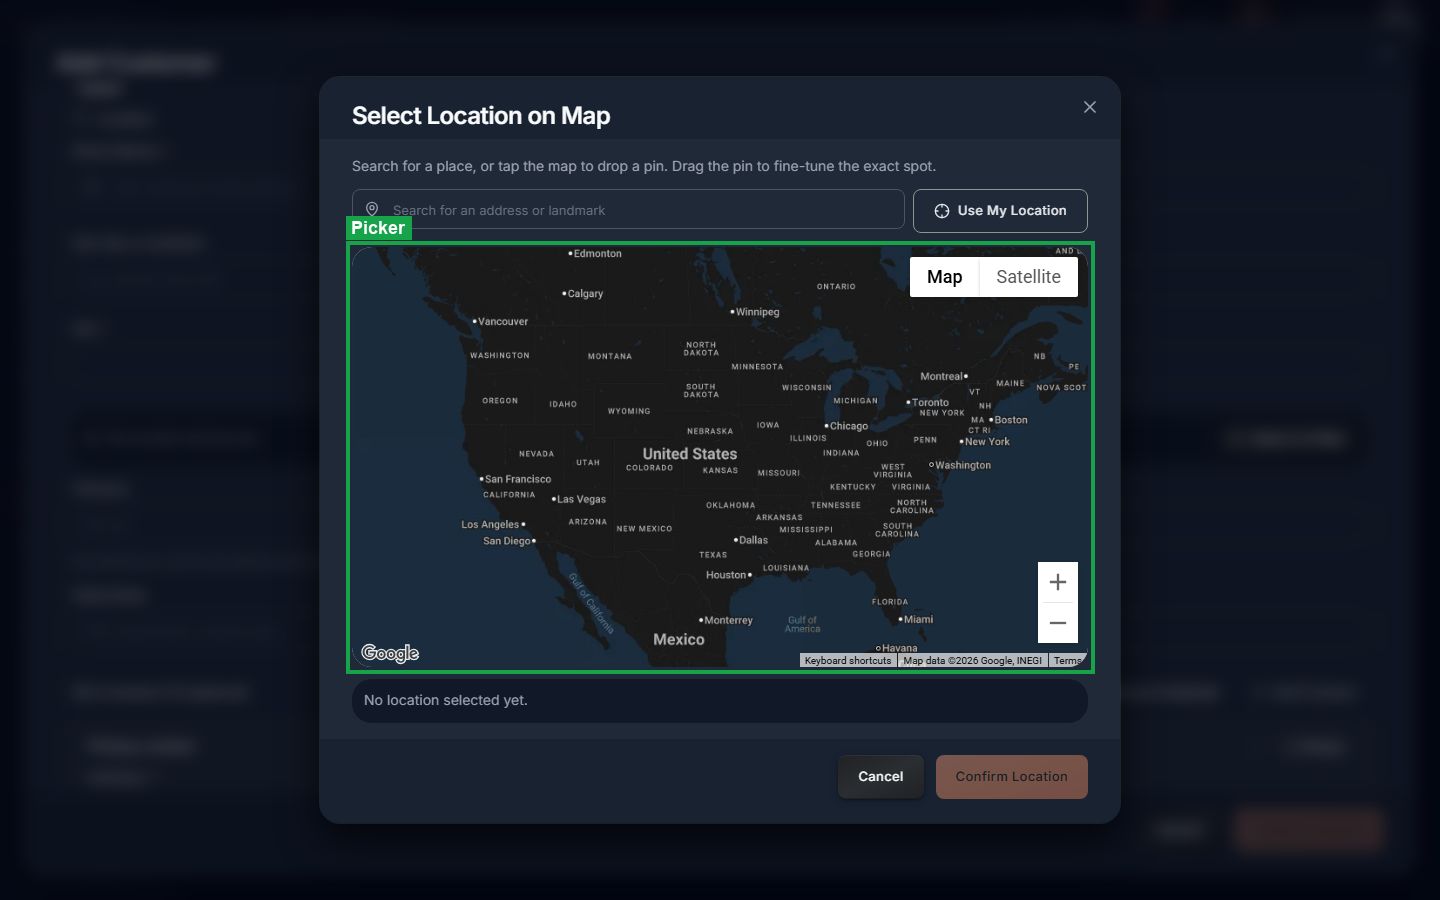 Select Location on Map
Search for a place, or tap the map to drop a pin. Drag the pin to fine-tune the exact spot.
Search for an address or landmark
Use My Location
Picker
Edmonton
AND
Map
Satellite
Calgary
ONTARIO
Winnipeg
Vancouver
WASHINGTON
MONTANA
NORTH
DAKOTA
MINNESOTA
NB
PE
Montreal
MAINE
NOVA SCOT
SOUTH
DAKOTA
WISCONSIN
VT
OREGON
IDAHO
WYOMING
MICHIGAN
Toronto
NH
NEW YORK
MA
Boston
NEBRASKA
IOWA
Chicago
CT RI
ILLINOIS
OHIO
PENN
New York
NEVADA
UTAH
United States
COLORADO
KANSAS
MISSOURI
INDIANA
WEST
VIRGINIA
Washington
San Francisco
CALIFORNIA
Las Vegas
KENTUCKY
VIRGINIA
OKLAHOMA
TENNESSEE
NORTH
CAROLINA
Los Angeles
ARIZONA
NEW MEXICO
ARKANSAS
MISSISSIPPI
SOUTH
CAROLINA
San Diego
Dallas
ALABAMA
TEXAS
GEORGIA
Houston
LOUISIANA
Gulf of California
FLORIDA
Monterrey
Gulf of
America
Miami
Mexico
Havana
Google
Keyboard shortcuts
Map data ©2026 Google, INEGI
Terms
No location selected yet.
Cancel
Confirm Location